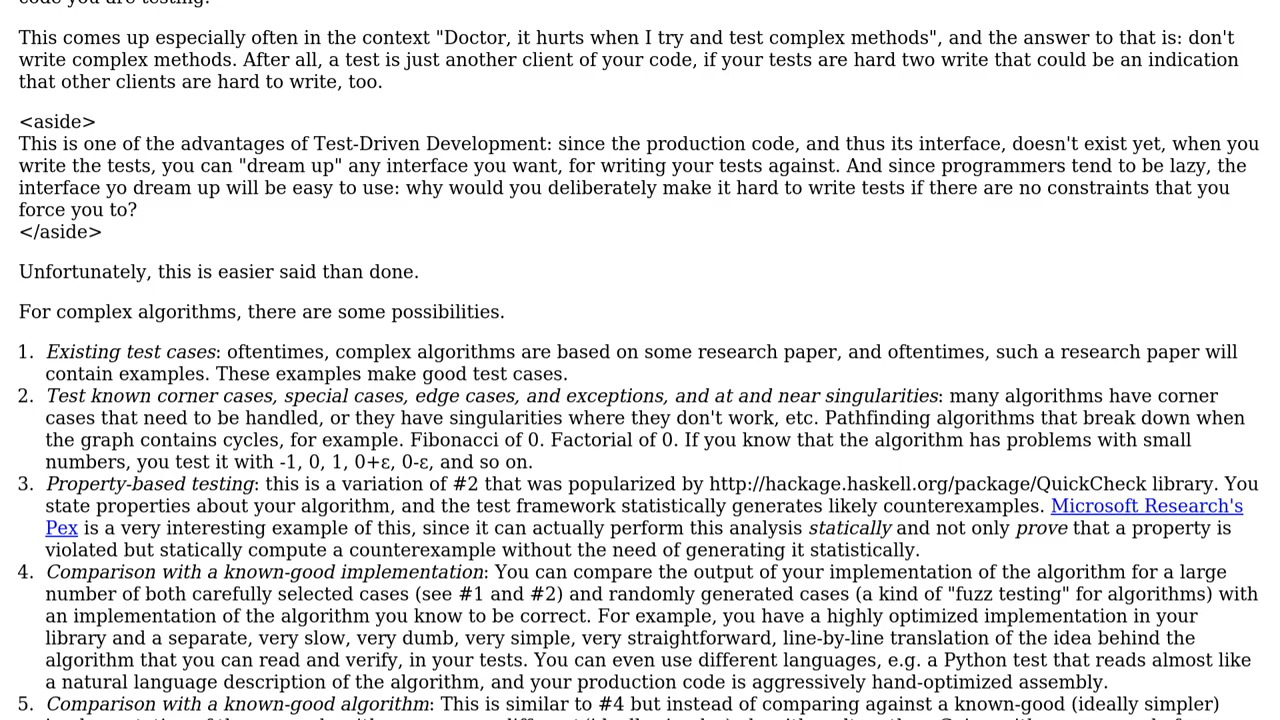 code you are testing.
This comes up especially often in the context "Doctor, it hurts when I try and test complex methods", and the answer to that is: don't
write complex methods. After all, a test is just another client of your code, if your tests are hard two write that could be an indication
that other clients are hard to write, too.
<aside>
This is one of the advantages of Test-Driven Development: since the production code, and thus its interface, doesn't exist yet, when you
write the tests, you can "dream up" any interface you want, for writing your tests against. And since programmers tend to be lazy, the
interface yo dream up will be easy to use: why would you deliberately make it hard to write tests if there are no constraints that you
force you to?
</aside>
Unfortunately, this is easier said than done.
For complex algorithms, there are some possibilities.
1. Existing test cases: oftentimes, complex algorithms are based on some research paper, and oftentimes, such a research paper will
contain examples. These examples make good test cases.
2. Test known corner cases, special cases, edge cases, and exceptions, and at and near singularities: many algorithms have corner
cases that need to be handled, or they have singularities where they don't work, etc. Pathfinding algorithms that break down when
the graph contains cycles, for example. Fibonacci of 0. Factorial of 0. If you know that the algorithm has problems with small
numbers, you test it with -1, 0, 1, 0+ε, 0-ε, and so on.
3. Property-based testing: this is a variation of #2 that was popularized by http://hackage.haskell.org/package/QuickCheck library. You
state properties about your algorithm, and the test framework statistically generates likely counterexamples. Microsoft Research's
Pex is a very interesting example of this, since it can actually perform this analysis statically and not only prove that a property is
violated but statically compute a counterexample without the need of generating it statistically.
4. Comparison with a known-good implementation: You can compare the output of your implementation of the algorithm for a large
number of both carefully selected cases (see #1 and #2) and randomly generated cases (a kind of "fuzz testing" for algorithms) with
an implementation of the algorithm you know to be correct. For example, you have a highly optimized implementation in your
library and a separate, very slow, very dumb, very simple, very straightforward, line-by-line translation of the idea behind the
algorithm that you can read and verify, in your tests. You can even use different languages, e.g. a Python test that reads almost like
a natural language description of the algorithm, and your production code is aggressively hand-optimized assembly.
5. Comparison with a known-good algorithm: This is similar to #4 but instead of comparing against a known-good (ideally simpler)